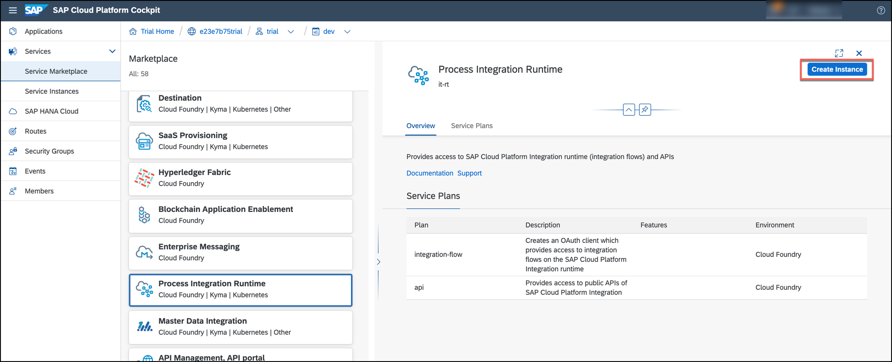 SAP SAP Cloud Platform Cockpit
Applications
Services
Service Marketplace
Service Instances
SAP HANA Cloud
Routes
Security Groups
Events
Members
Trial Home / e23e7b75trial / trial / dev
Marketplace
All: 58
Destination
Cloud Foundry | Kyma | Kubernetes | Other
SaaS Provisioning
Cloud Foundry | Kyma | Kubernetes
Hyperledger Fabric
Cloud Foundry
Blockchain Application Enablement
Cloud Foundry
Enterprise Messaging
Cloud Foundry
Process Integration Runtime
Cloud Foundry | Kyma | Kubernetes
Master Data Integration
Cloud Foundry | Kyma | Kubernetes | Other
API Management, API portal
Process Integration Runtime
it-rt
Create Instance
Overview Service Plans
Provides access to SAP Cloud Platform Integration runtime (integration flows) and APIs
Documentation Support
Service Plans
Plan Description Features Environment
integration-flow Creates an OAuth client which provides access to integration flows on the SAP Cloud Platform Integration runtime Cloud Foundry
api Provides access to public APIs of SAP Cloud Platform Integration Cloud Foundry